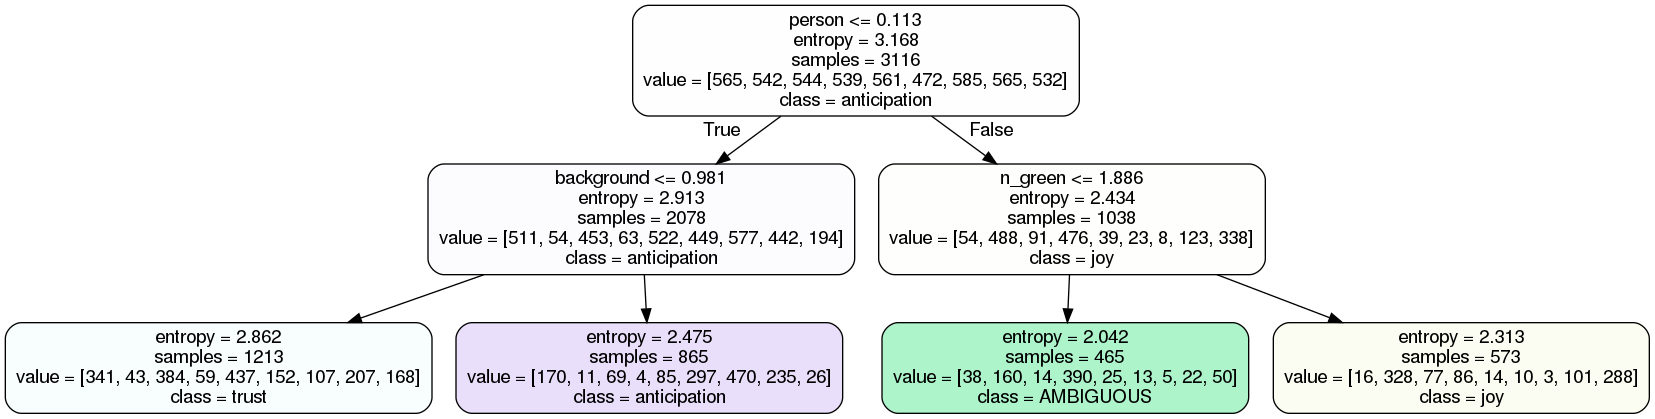 person <= 0.113
entropy = 3.168
samples = 3116
value = [565, 542, 544, 539, 561, 472, 585, 565, 532]
class = anticipation
True
False
background <= 0.981
entropy = 2.913
samples = 2078
value = [511, 54, 453, 63, 522, 449, 577, 442, 194]
class = anticipation
n_green <= 1.886
entropy = 2.434
samples = 1038
value = [54, 488, 91, 476, 39, 23, 8, 123, 338]
class = joy
entropy = 2.862
samples = 1213
value = [341, 43, 384, 59, 437, 152, 107, 207, 168]
class = trust
entropy = 2.475
samples = 865
value = [170, 11, 69, 4, 85, 297, 470, 235, 26]
class = anticipation
entropy = 2.042
samples = 465
value = [38, 160, 14, 390, 25, 13, 5, 22, 50]
class = AMBIGUOUS
entropy = 2.313
samples = 573
value = [16, 328, 77, 86, 14, 10, 3, 101, 288]
class = joy